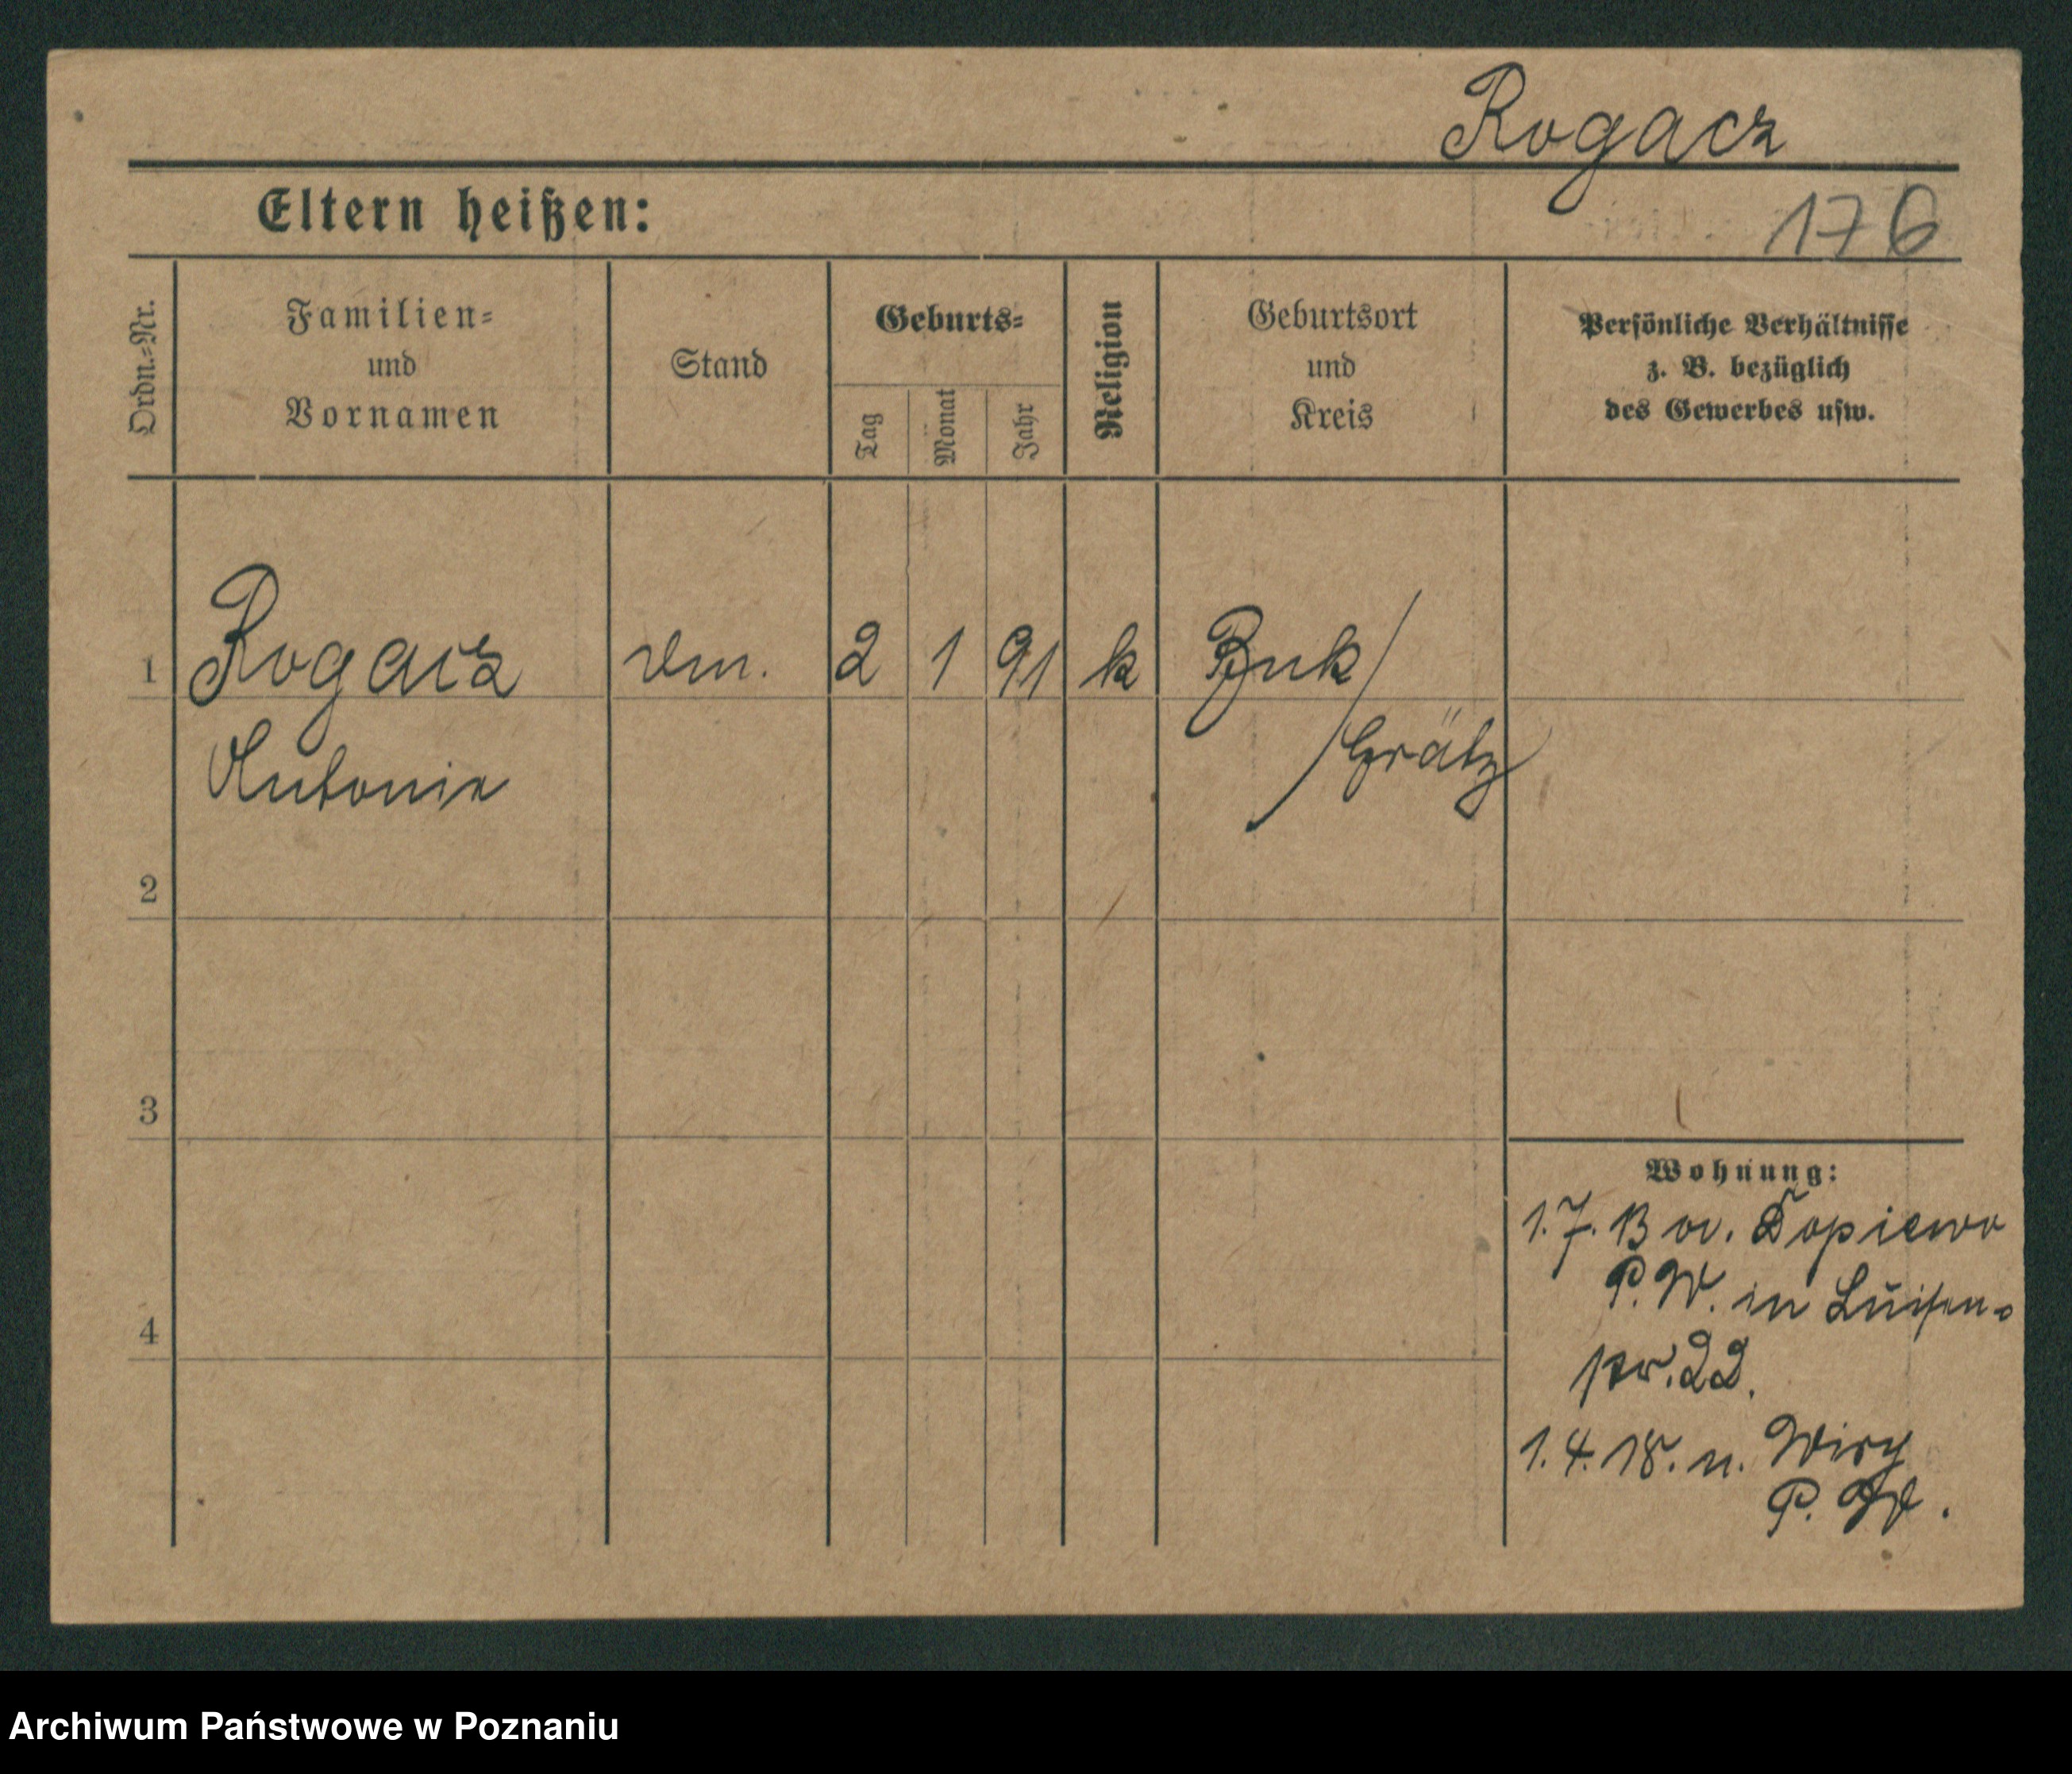 Rogacz
Eltern heißen:
176
Ordn.-Nr.
Familien-
und
Vornamen
Stand
Geburts-
Tag
Monat
Jahr
Religion
Geburtsort
und
Kreis
Persönliche Verhältnisse
z. B. bezüglich
des Gewerbes usw.
1 Rogacz 2 1 91 k Buk/
Antonie /Grätz
2
3
4
Wohnung:
1.7.13 Dopiewo
P.W. in Luisen-
22.
1.4.18. n. Wiry
P. W.
Archiwum Państwowe w Poznaniu